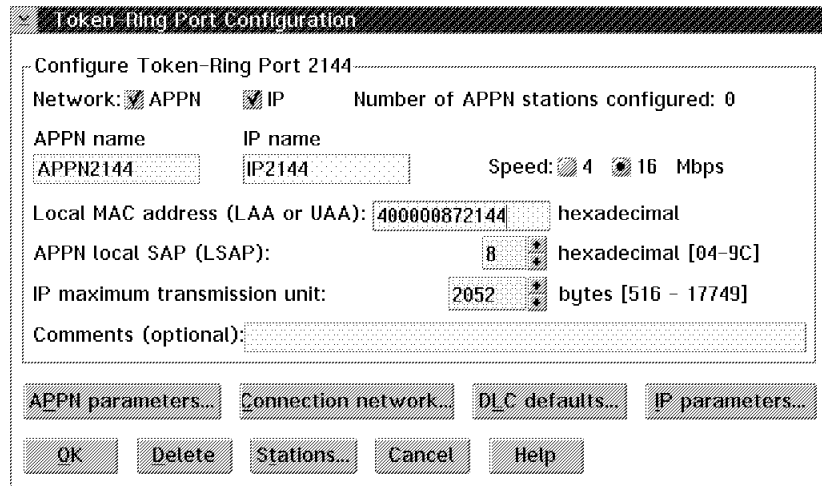 Token-Ring Port Configuration
Configure Token-Ring Port 2144
Network: APPN IP Number of APPN stations configured: 0
APPN name IP name
APPN2144 IP2144 Speed: 4 16 Mbps
Local MAC address (LAA or UAA): 400000872144 hexadecimal
APPN local SAP (LSAP): 8 hexadecimal [04-9C]
IP maximum transmission unit: 2052 bytes [516 - 17749]
Comments (optional):
APPN parameters... Connection network... DLC defaults... IP parameters...
OK Delete Stations... Cancel Help